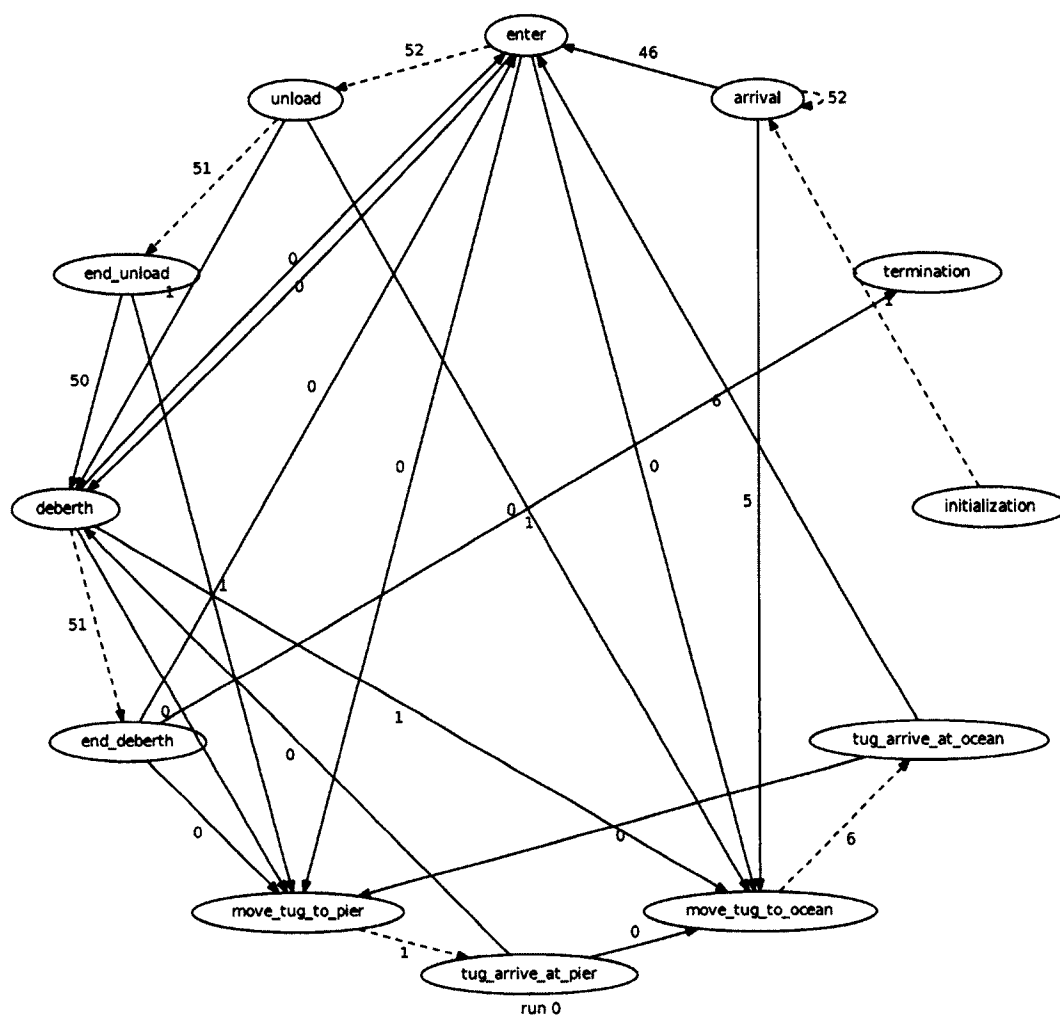 enter
52
46
unload
arrival
52
51
0
end_unload
1
0
termination
1
50
0
6
0
0
5
deberth
0
1
initialization
1
51
0
1
end_deberth
0
tug_arrive_at_ocean
0
0
6
move_tug_to_pier
move_tug_to_ocean
1
0
tug_arrive_at_pier
run 0